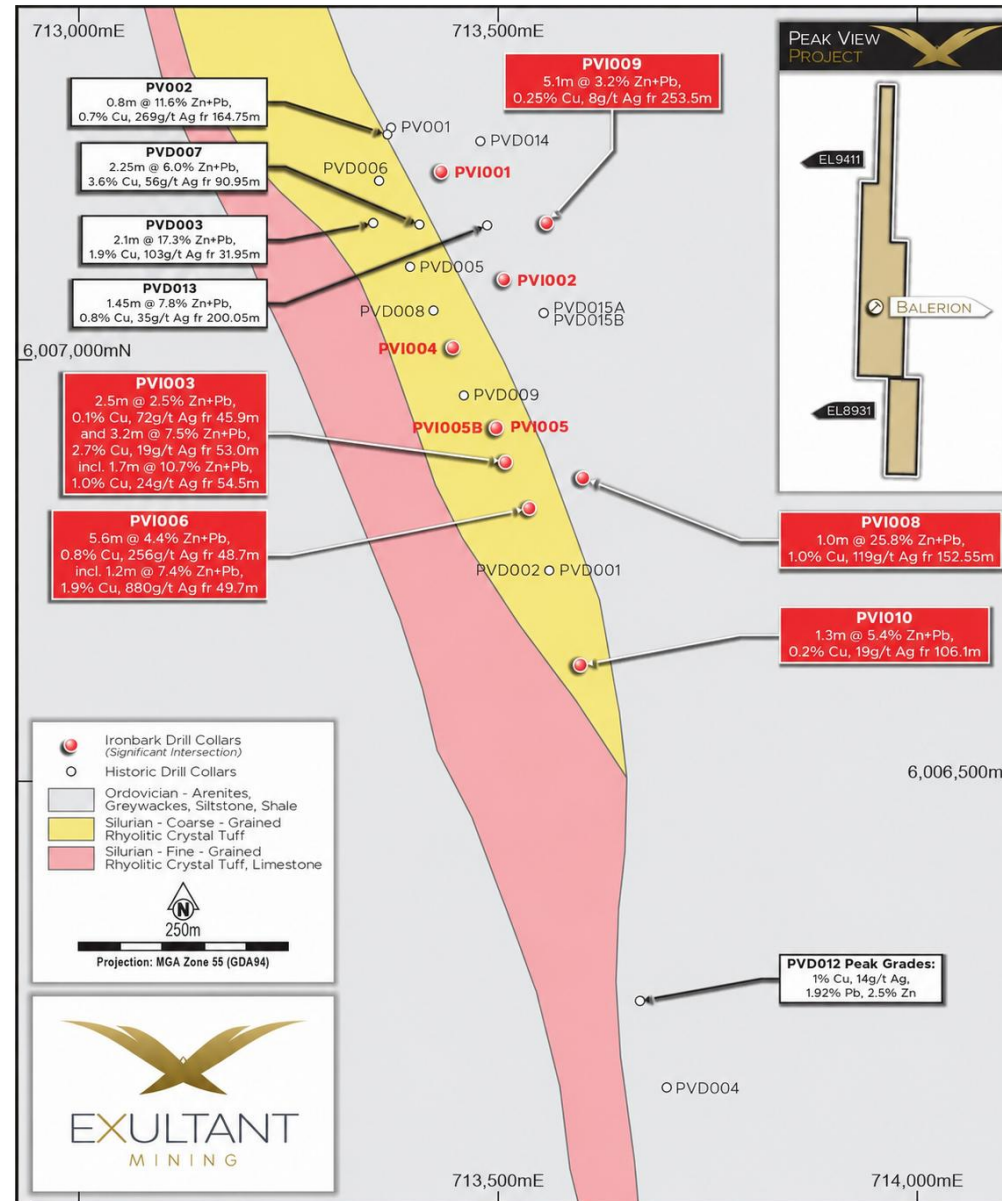 713,000mE
713,500mE
PEAK VIEW
PROJECT
PVI009
5.1m @ 3.2% Zn+Pb,
0.25% Cu, 8g/t Ag fr 253.5m
PV002
0.8m @ 11.6% Zn+Pb,
0.7% Cu, 269g/t Ag fr 164.75m
PV001
PVD014
PVD007
2.25m @ 6.0% Zn+Pb,
3.6% Cu, 56g/t Ag fr 90.95m
PVD006
PVI001
EL9411
PVD003
2.1m @ 17.3% Zn+Pb,
1.9% Cu, 103g/t Ag fr 31.95m
PVD005
PVI002
PVD013
1.45m @ 7.8% Zn+Pb,
0.8% Cu, 35g/t Ag fr 200.05m
PVD008
PVD015A
PVD015B
BALERION
6,007,000mN
PVI004
PVD009
EL8931
PVI003
2.5m @ 2.5% Zn+Pb,
0.1% Cu, 72g/t Ag fr 45.9m
and 3.2m @ 7.5% Zn+Pb,
2.7% Cu, 19g/t Ag fr 53.0m
incl. 1.7m @ 10.7% Zn+Pb,
1.0% Cu, 24g/t Ag fr 54.5m
PVI005B
PVI005
PVI006
5.6m @ 4.4% Zn+Pb,
0.8% Cu, 256g/t Ag fr 48.7m
incl. 1.2m @ 7.4% Zn+Pb,
1.9% Cu, 880g/t Ag fr 49.7m
PVI008
1.0m @ 25.8% Zn+Pb,
1.0% Cu, 119g/t Ag fr 152.55m
PVD002
PVD001
PVI010
1.3m @ 5.4% Zn+Pb,
0.2% Cu, 19g/t Ag fr 106.1m
Ironbark Drill Collars
(Significant Intersection)
Historic Drill Collars
Ordovician - Arenites,
Greywackes, Siltstone, Shale
Silurian - Coarse - Grained
Rhyolitic Crystal Tuff
Silurian - Fine - Grained
Rhyolitic Crystal Tuff, Limestone
N
250m
Projection: MGA Zone 55 (GDA94)
6,006,500m
PVD012 Peak Grades:
1% Cu, 14g/t Ag,
1.92% Pb, 2.5% Zn
PVD004
EXULTANT
MINING
713,500mE
714,000mE